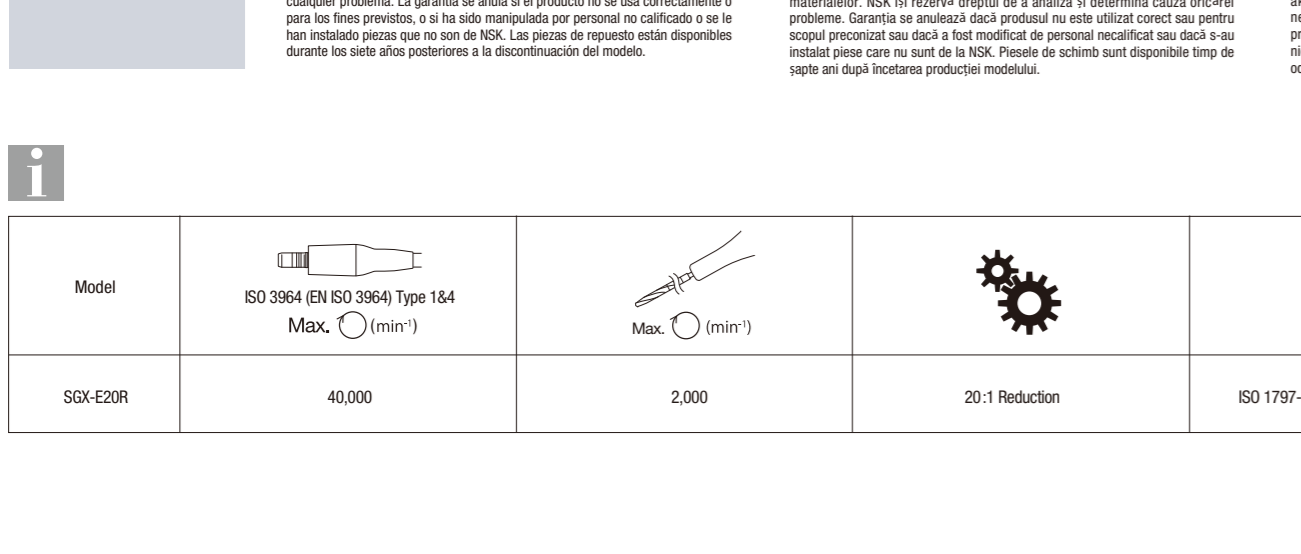 cualquier problema. La garantía se anula si el producto no se usa correctamente o
para los fines previstos, o si ha sido manipulada por personal no calificado o se le
han instalado piezas que no son de NSK. Las piezas de repuesto están disponibles
durante los siete años posteriores a la discontinuación del modelo.
materialelor. NSK își rezervă dreptul de a analiza și determina cauza oricărei
probleme. Garanția se anulează dacă produsul nu este utilizat corect sau pentru
scopul preconizat sau dacă a fost modificat de personal necalificat sau dacă s-au
instalat piese care nu sunt de la NSK. Piesele de schimb sunt disponibile timp de
șapte ani după încetarea producției modelului.
i
Model
ISO 3964 (EN ISO 3964) Type 1&4
Max. (min⁻¹)
Max. (min⁻¹)
SGX-E20R
40,000
2,000
20:1 Reduction
ISO 1797-